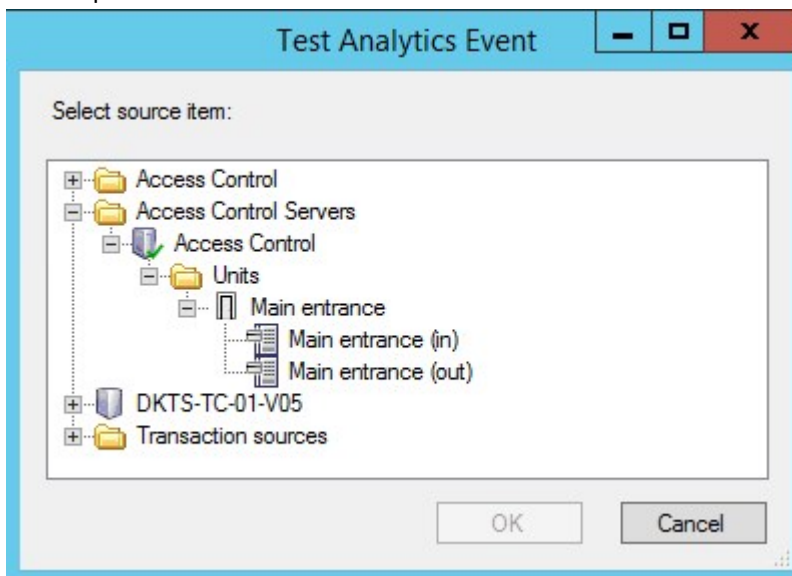 Test Analytics Event
Select source item:
Access Control
Access Control Servers
Access Control
Units
Main entrance
Main entrance (in)
Main entrance (out)
DKTS-TC-01-V05
Transaction sources
OK
Cancel